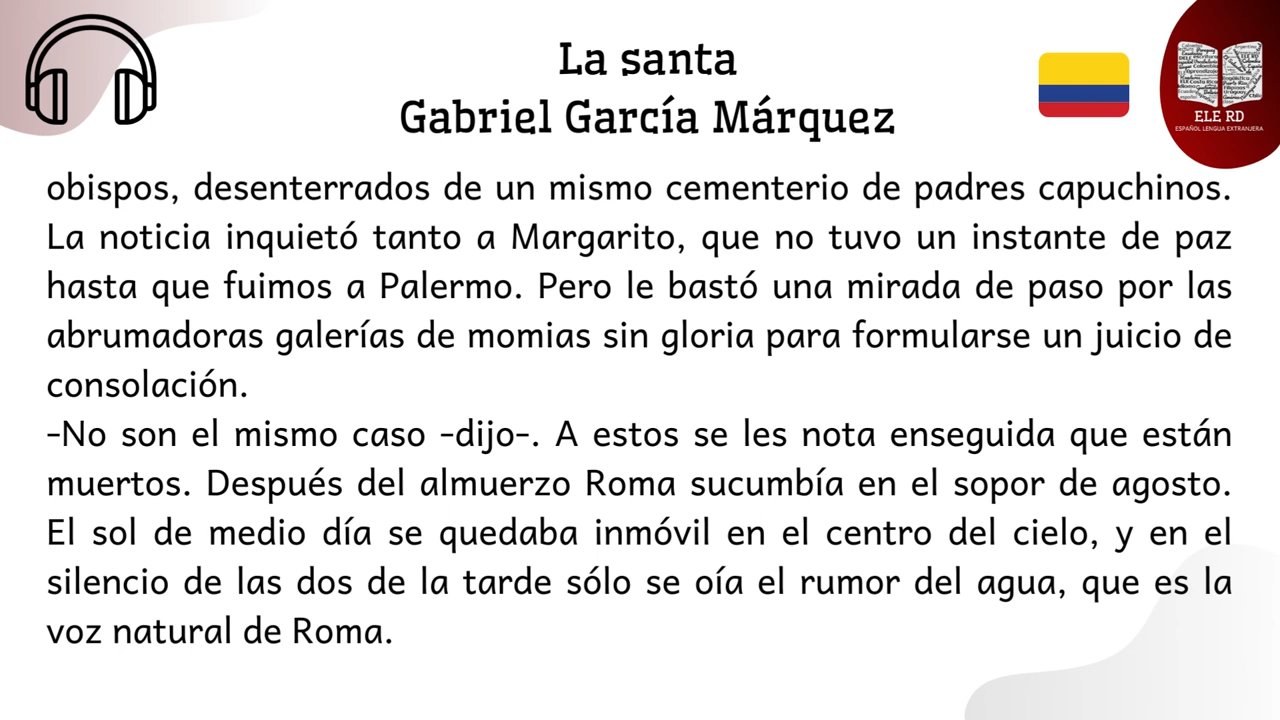 La santa
Gabriel García Márquez
ELE RD
ESPAÑOL LENGUA EXTRANJERA
obispos, desenterrados de un mismo cementerio de padres capuchinos.
La noticia inquietó tanto a Margarito, que no tuvo un instante de paz
hasta que fuimos a Palermo. Pero le bastó una mirada de paso por las
abrumadoras galerías de momias sin gloria para formularse un juicio de
consolación.
-No son el mismo caso -dijo-. A estos se les nota enseguida que están
muertos. Después del almuerzo Roma sucumbía en el sopor de agosto.
El sol de medio día se quedaba inmóvil en el centro del cielo, y en el
silencio de las dos de la tarde sólo se oía el rumor del agua, que es la
voz natural de Roma.